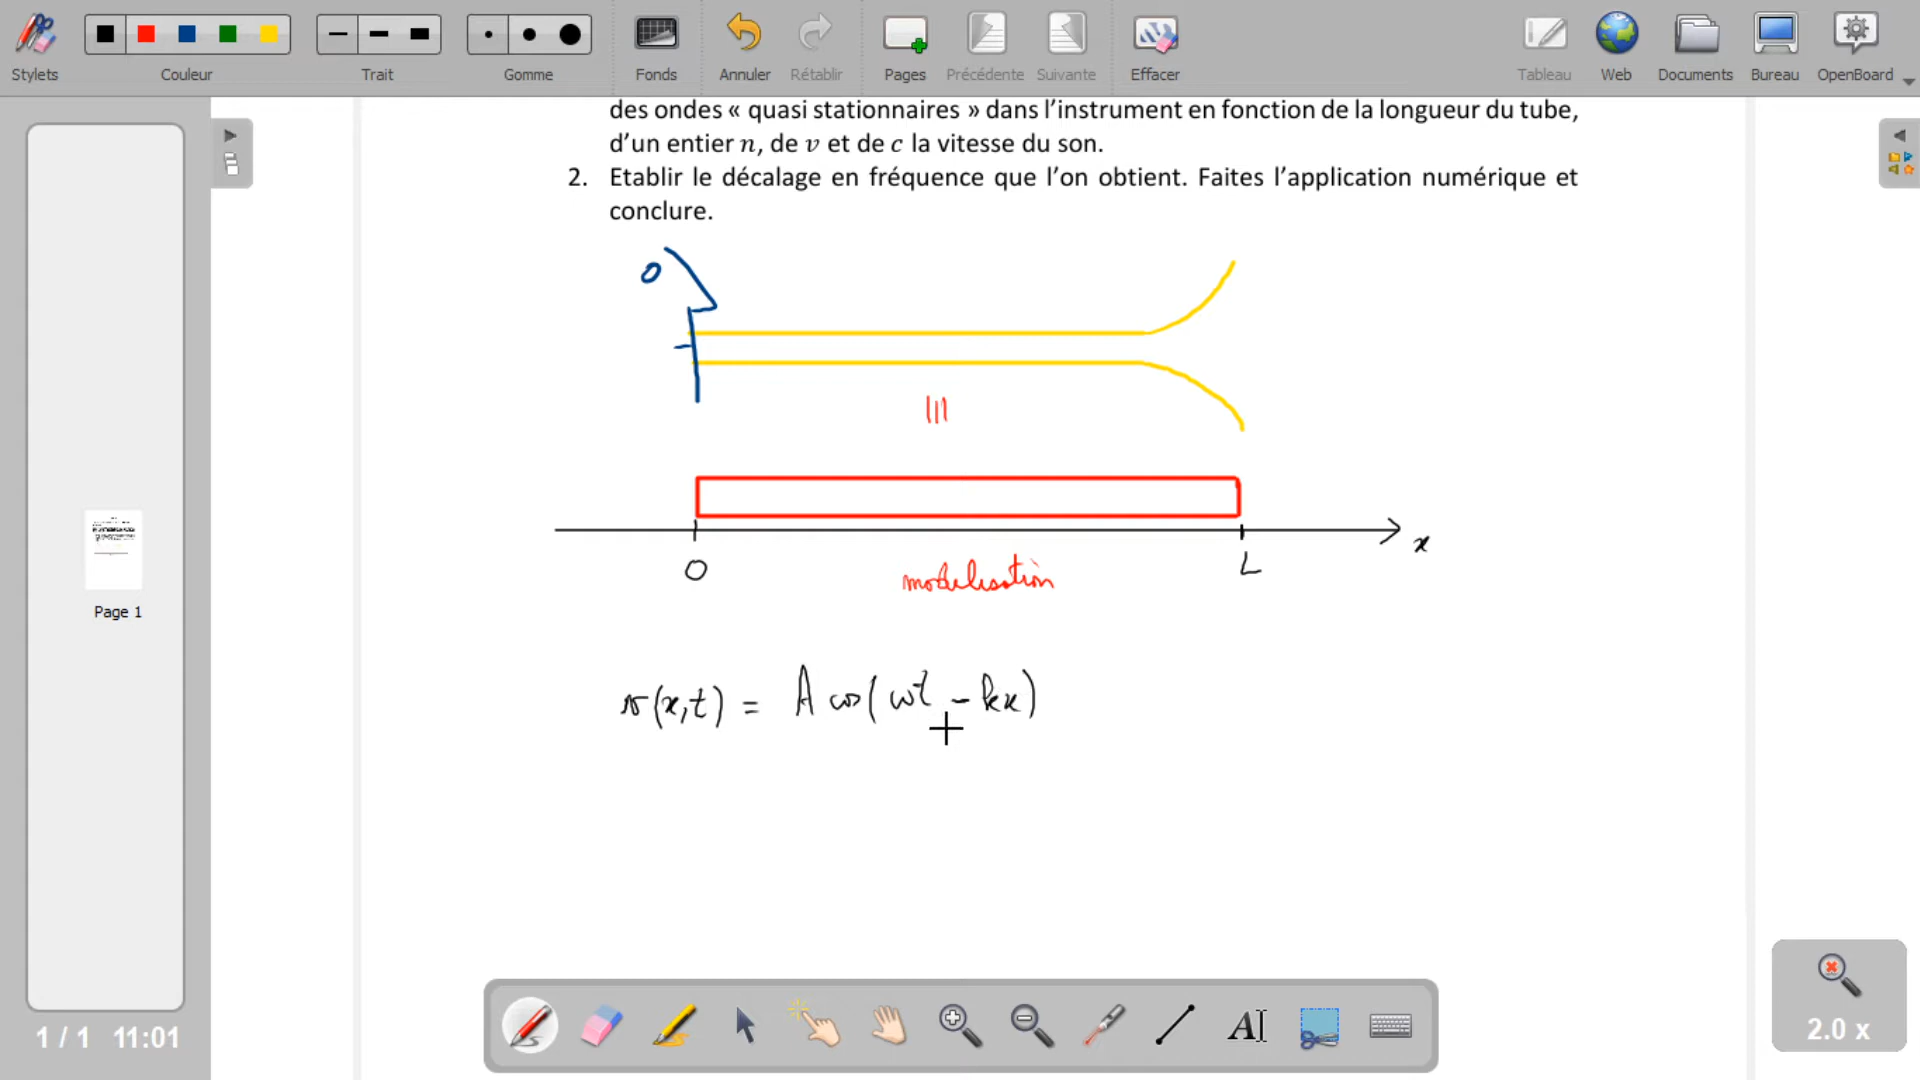 Stylets Couleur Trait Gomme Fonds Annuler Rétablir Pages Précédente Suivante Effacer Tableau Web Documents Bureau OpenBoard
des ondes « quasi stationnaires » dans l’instrument en fonction de la longueur du tube,
d’un entier n, de v et de c la vitesse du son.
2. Etablir le décalage en fréquence que l’on obtient. Faites l’application numérique et
conclure.
x
O L
modélisation
Page 1
v(x,t) = A cos(ωt - kx)
1 / 1 11:01
2.0 x